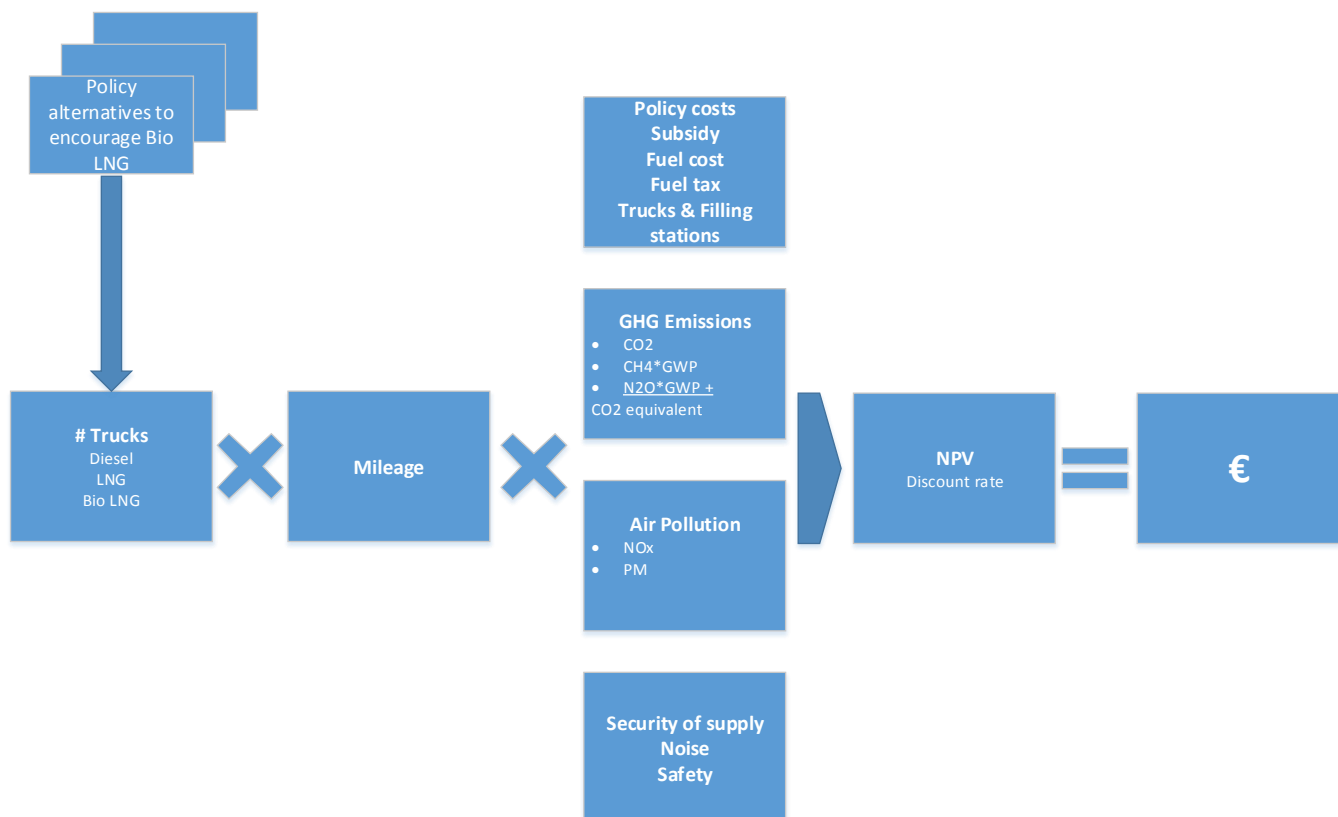 Policy
alternatives to
encourage Bio
LNG
Policy costs
Subsidy
Fuel cost
Fuel tax
Trucks & Filling
stations
GHG Emissions
• CO2
• CH4*GWP
• N2O*GWP +
CO2 equivalent
# Trucks
Diesel
LNG
Bio LNG
Mileage
Air Pollution
• NOx
• PM
Security of supply
Noise
Safety
NPV
Discount rate
€